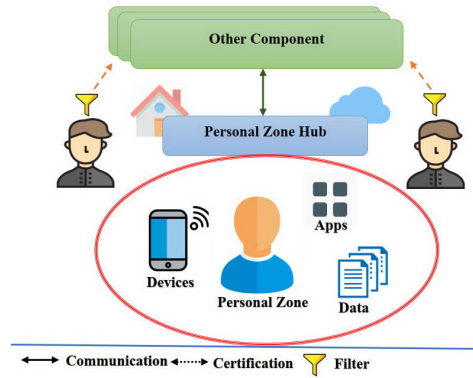 Other Component
Personal Zone Hub
Apps
Devices
Personal Zone
Data
Communication
Certification
Filter